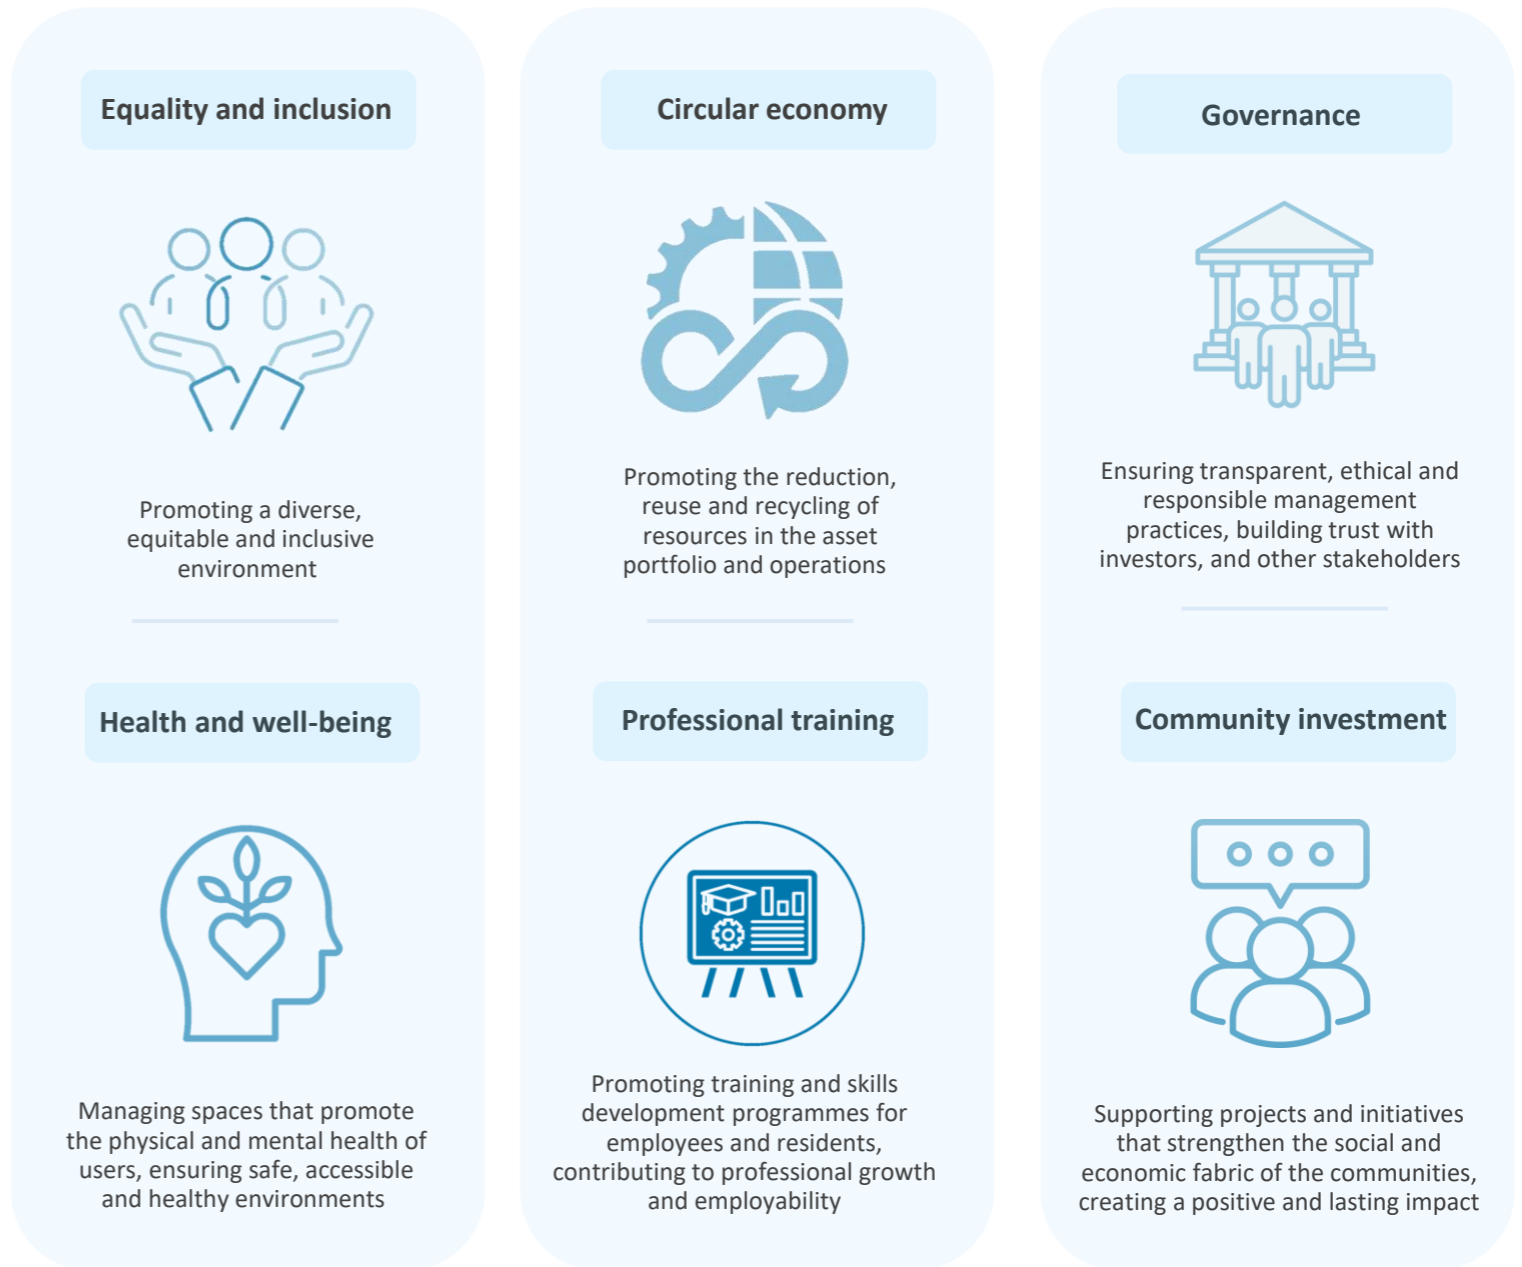 Equality and inclusion
Promoting a diverse,
equitable and inclusive
environment
Health and well-being
Managing spaces that promote
the physical and mental health of
users, ensuring safe, accessible
and healthy environments
Circular economy
Promoting the reduction,
reuse and recycling of
resources in the asset
portfolio and operations
Professional training
Promoting training and skills
development programmes for
employees and residents,
contributing to professional growth
and employability
Governance
Ensuring transparent, ethical and
responsible management
practices, building trust with
investors, and other stakeholders
Community investment
Supporting projects and initiatives
that strengthen the social and
economic fabric of the communities,
creating a positive and lasting impact